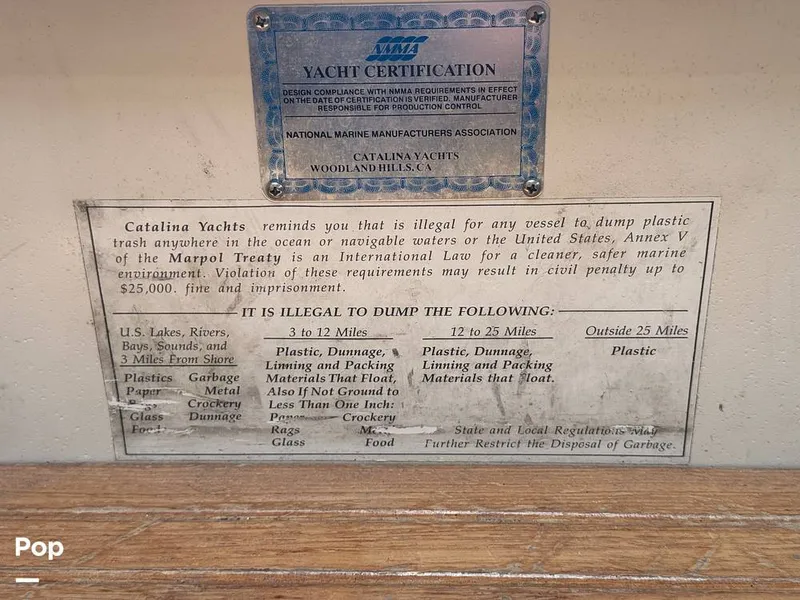 NMMA
YACHT CERTIFICATION
DESIGN COMPLIANCE WITH NMMA REQUIREMENTS IN EFFECT
ON THE DATE OF CERTIFICATION IS VERIFIED. MANUFACTURER
RESPONSIBLE FOR PRODUCTION CONTROL
NATIONAL MARINE MANUFACTURERS ASSOCIATION
CATALINA YACHTS
WOODLAND HILLS, CA
Catalina Yachts reminds you that is illegal for any vessel to dump plastic
trash anywhere in the ocean or navigable waters or the United States, Annex V
of the Marpol Treaty is an International Law for a cleaner, safer marine
environment. Violation of these requirements may result in civil penalty up to
$25,000. fine and imprisonment.
IT IS ILLEGAL TO DUMP THE FOLLOWING:
U.S. Lakes, Rivers,
Bays, Sounds, and
3 Miles From Shore
Plastics Garbage
Paper Metal
Crockery
Glass Dunnage
Food
3 to 12 Miles
Plastic, Dunnage,
Linning and Packing
Materials That Float,
Also If Not Ground to
Less Than One Inch:
Paper Crockery
Rags
Glass Food
12 to 25 Miles
Plastic, Dunnage,
Linning and Packing
Materials that Float.
Outside 25 Miles
Plastic
State and Local Regulations May
Further Restrict the Disposal of Garbage.
Pop